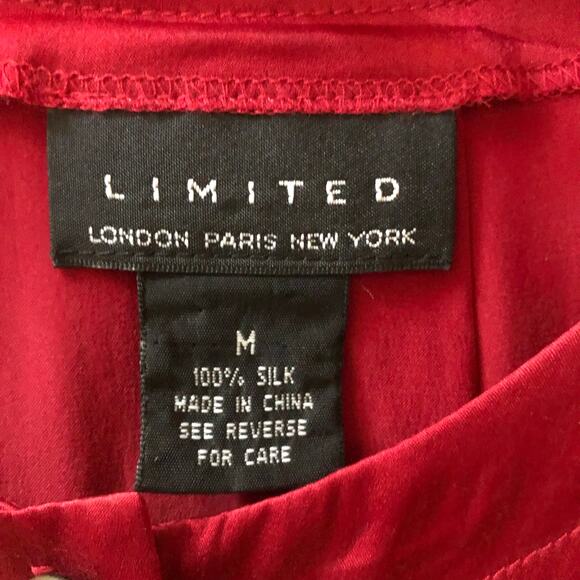 LIMITED
LONDON PARIS NEW YORK
M
100% SILK
MADE IN CHINA
SEE REVERSE
FOR CARE